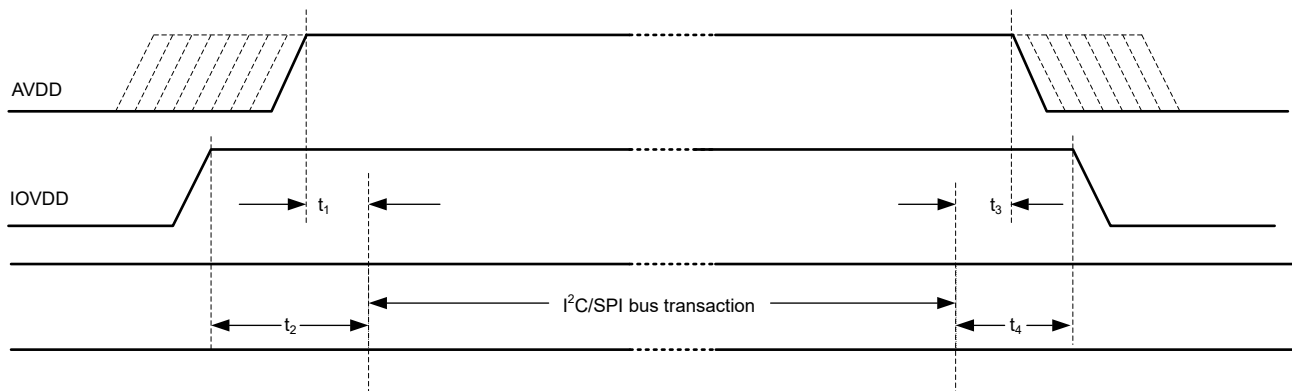 AVDD
IOVDD
t1
t3
I²C/SPI bus transaction
t2
t4